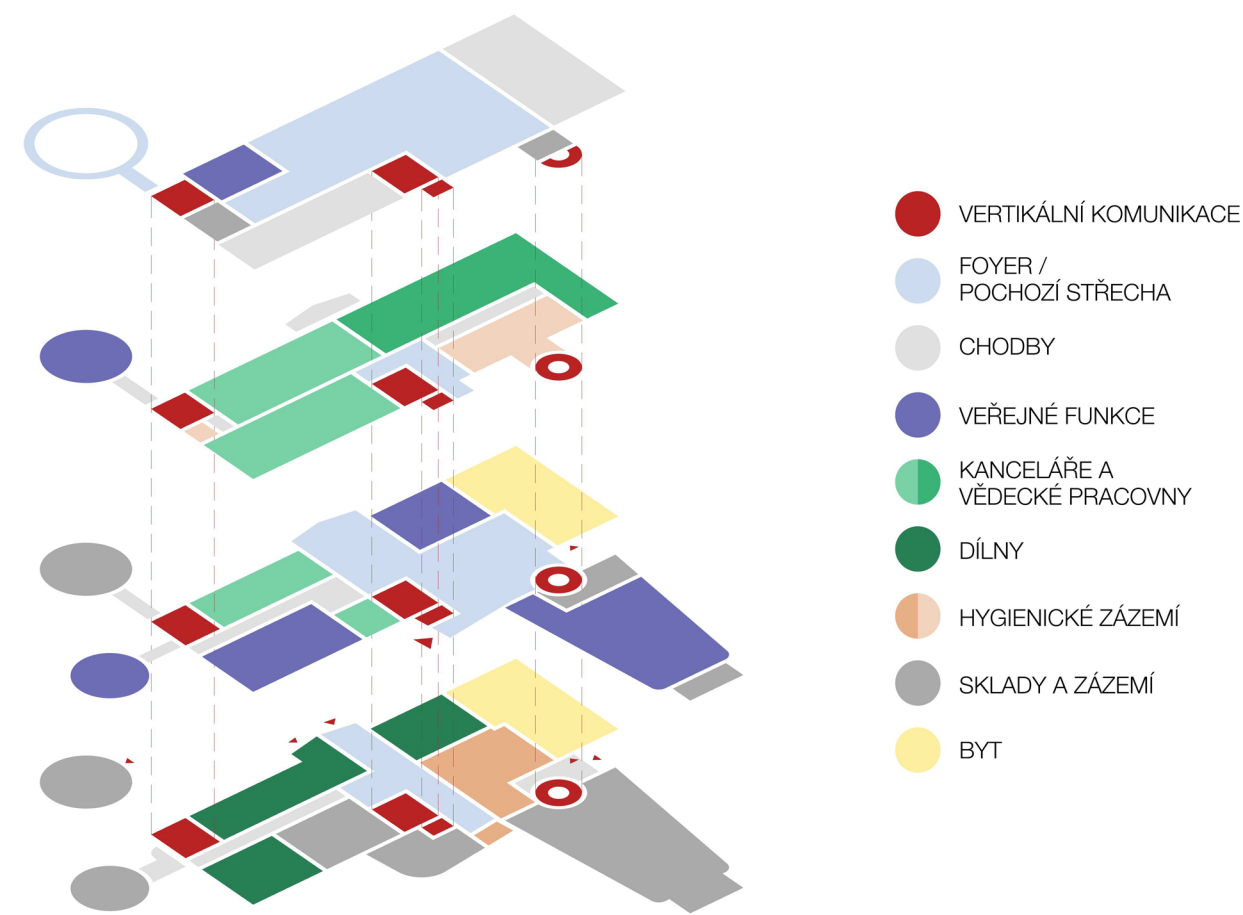 VERTIKÁLNÍ KOMUNIKACE
FOYER /
POCHOZÍ STŘECHA
CHODBY
VEŘEJNÉ FUNKCE
KANCELÁŘE A
VĚDECKÉ PRACOVNY
DÍLNY
HYGIENICKÉ ZÁZEMÍ
SKLADY A ZÁZEMÍ
BYT